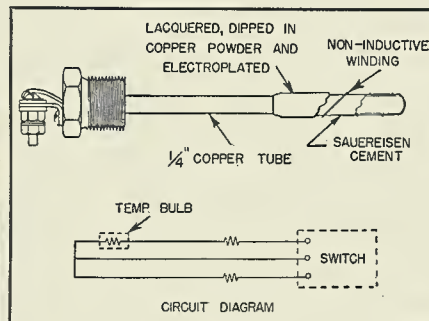 LACQUERED, DIPPED IN
COPPER POWDER AND
ELECTROPLATED
NON-INDUCTIVE
WINDING
1/4" COPPER TUBE
SAUEREISEN
CEMENT
TEMP. BULB
SWITCH
CIRCUIT DIAGRAM